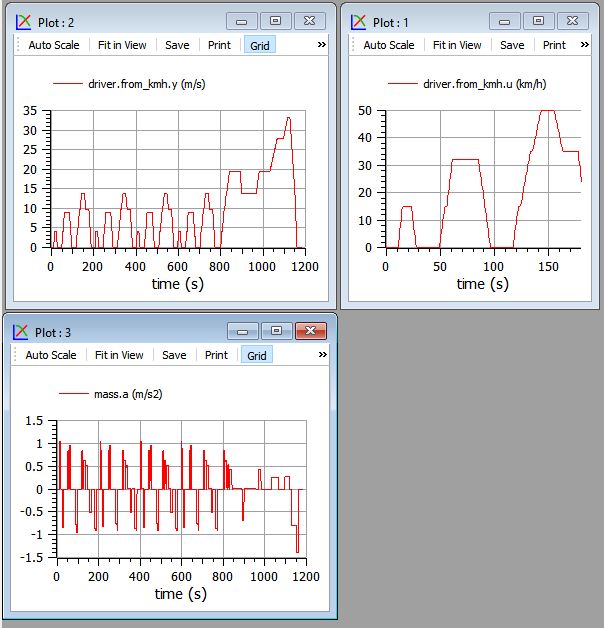 Plot : 2
Auto Scale Fit in View Save Print Grid »
driver.from_kmh.y (m/s)
35
30
25
20
15
10
5
0
0 200 400 600 800 1000 1200
time (s)
Plot : 1
Auto Scale Fit in View Save Print »
driver.from_kmh.u (km/h)
50
40
30
20
10
0
0 50 100 150
time (s)
Plot : 3
Auto Scale Fit in View Save Print Grid »
mass.a (m/s2)
1.5
1
0.5
0
-0.5
-1
-1.5
0 200 400 600 800 1000 1200
time (s)